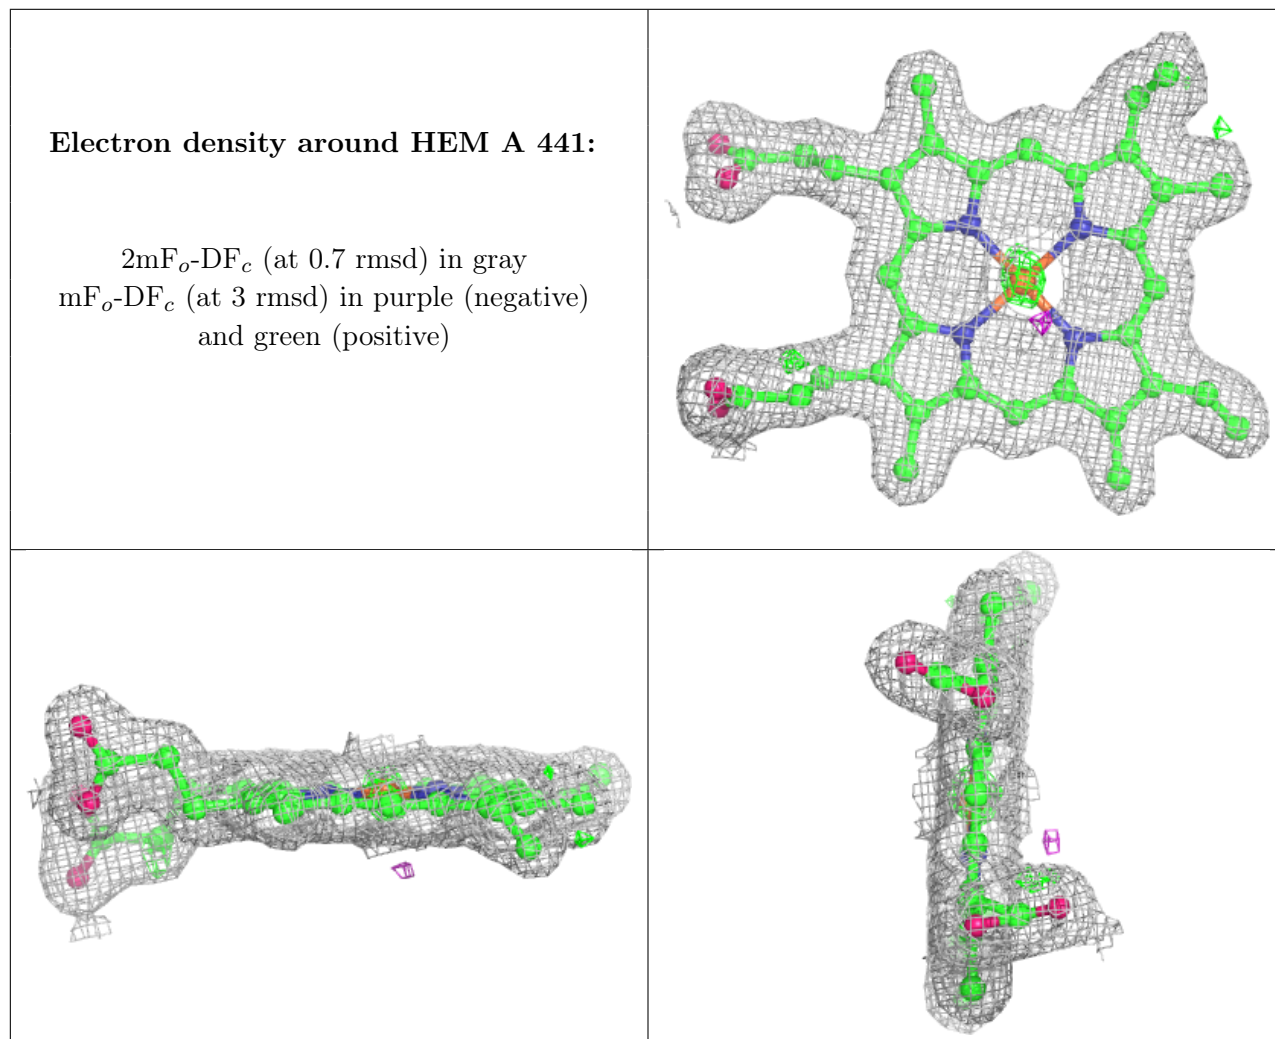 Electron density around HEM A 441:
2mFo-DFc (at 0.7 rmsd) in gray
mFo-DFc (at 3 rmsd) in purple (negative)
and green (positive)